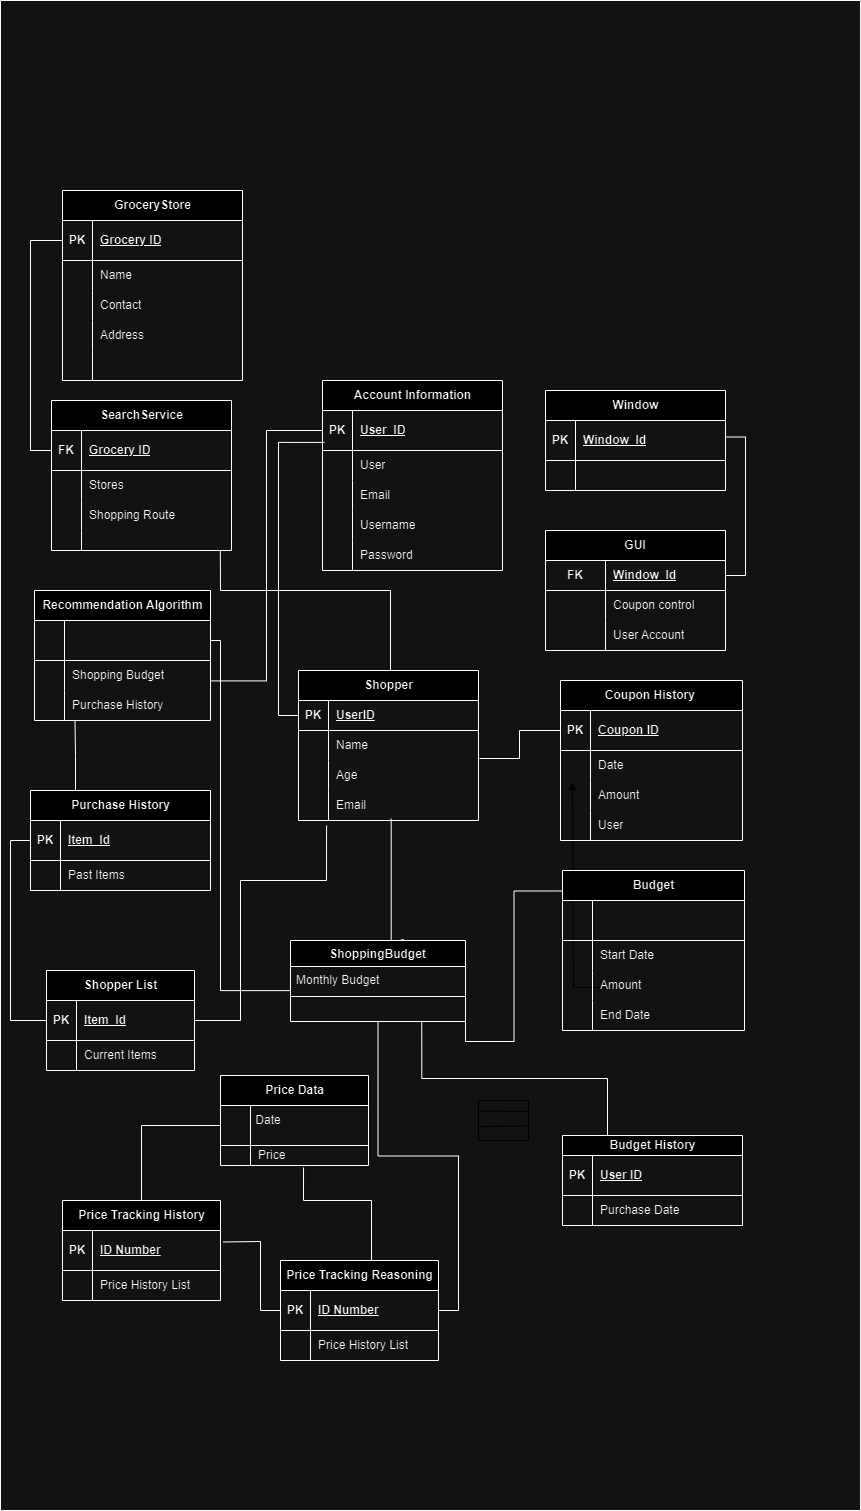 GroceryStore
PK Grocery ID
Name
Contact
Address
SearchService
FK Grocery ID
Stores
Shopping Route
Account Information
PK User_ID
User
Email
Username
Password
Window
PK Window_Id
GUI
FK Window_Id
Coupon control
User Account
Recommendation Algorithm
Shopping Budget
Purchase History
Shopper
PK UserID
Name
Age
Email
Coupon History
PK Coupon ID
Date
Amount
User
Purchase History
PK Item_Id
Past Items
Budget
Start Date
Amount
End Date
ShoppingBudget
Monthly Budget
Shopper List
PK Item_Id
Current Items
Price Data
Date
Price
Budget History
PK User ID
Purchase Date
Price Tracking History
PK ID Number
Price History List
Price Tracking Reasoning
PK ID Number
Price History List